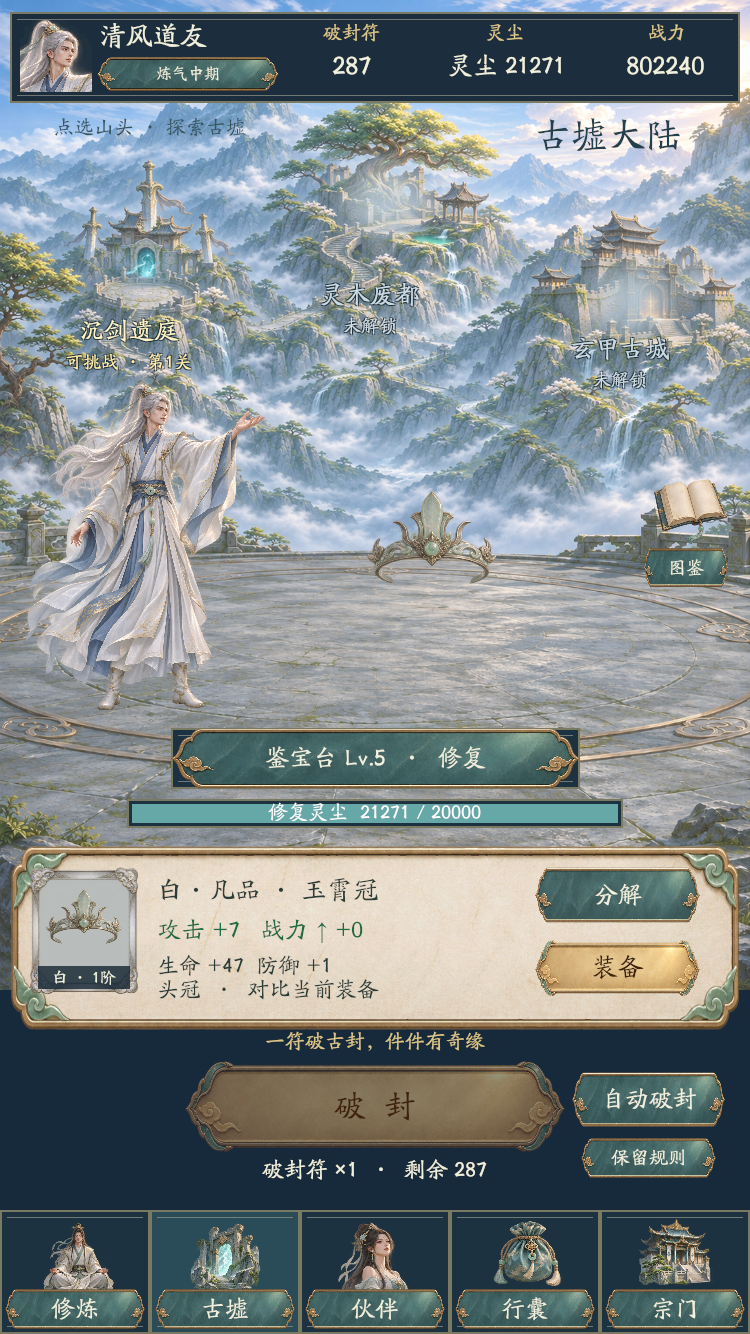 清风道友
炼气中期
破封符
287
灵尘
灵尘 21271
战力
802240
点选山头 · 探索古墟
古墟大陆
灵木废都
未解锁
沉剑遗庭
可挑战 · 第1关
玄甲古城
未解锁
图鉴
鉴宝台 Lv.5 · 修复
修复灵尘 21271 / 20000
白 · 凡品 · 玉霄冠
攻击 +7 战力 ↑ +0
生命 +47 防御 +1
头冠 · 对比当前装备
白 · 1阶
分解
装备
一符破古封，件件有奇缘
破 封
自动破封
破封符 ×1 · 剩余 287
保留规则
修炼
古墟
伙伴
行囊
宗门